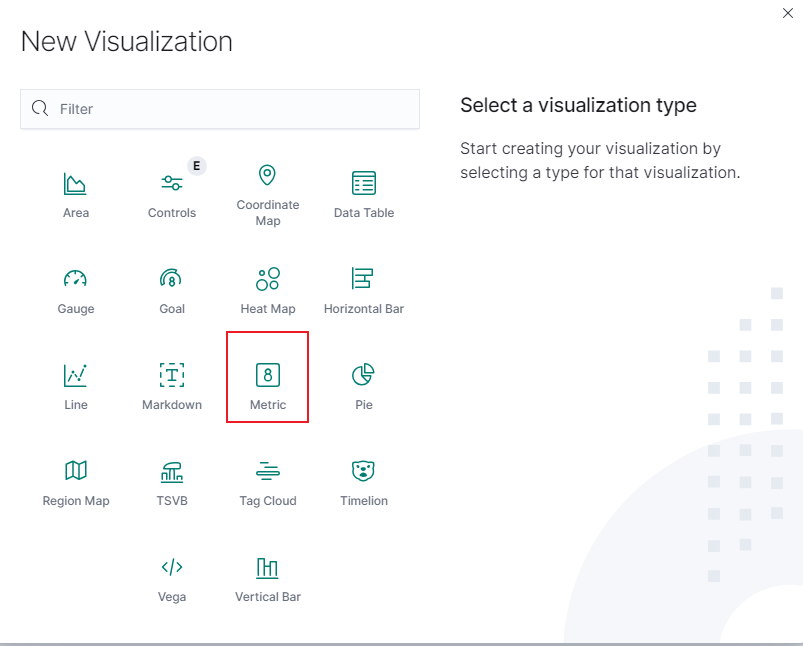 New Visualization
Filter
Select a visualization type
Start creating your visualization by
selecting a type for that visualization.
E
Area
Controls
Coordinate
Map
Data Table
Gauge
8
Goal
Heat Map
Horizontal Bar
Line
T
Markdown
8
Metric
Pie
Region Map
TSVB
Tag Cloud
Timelion
</>
Vega
Vertical Bar